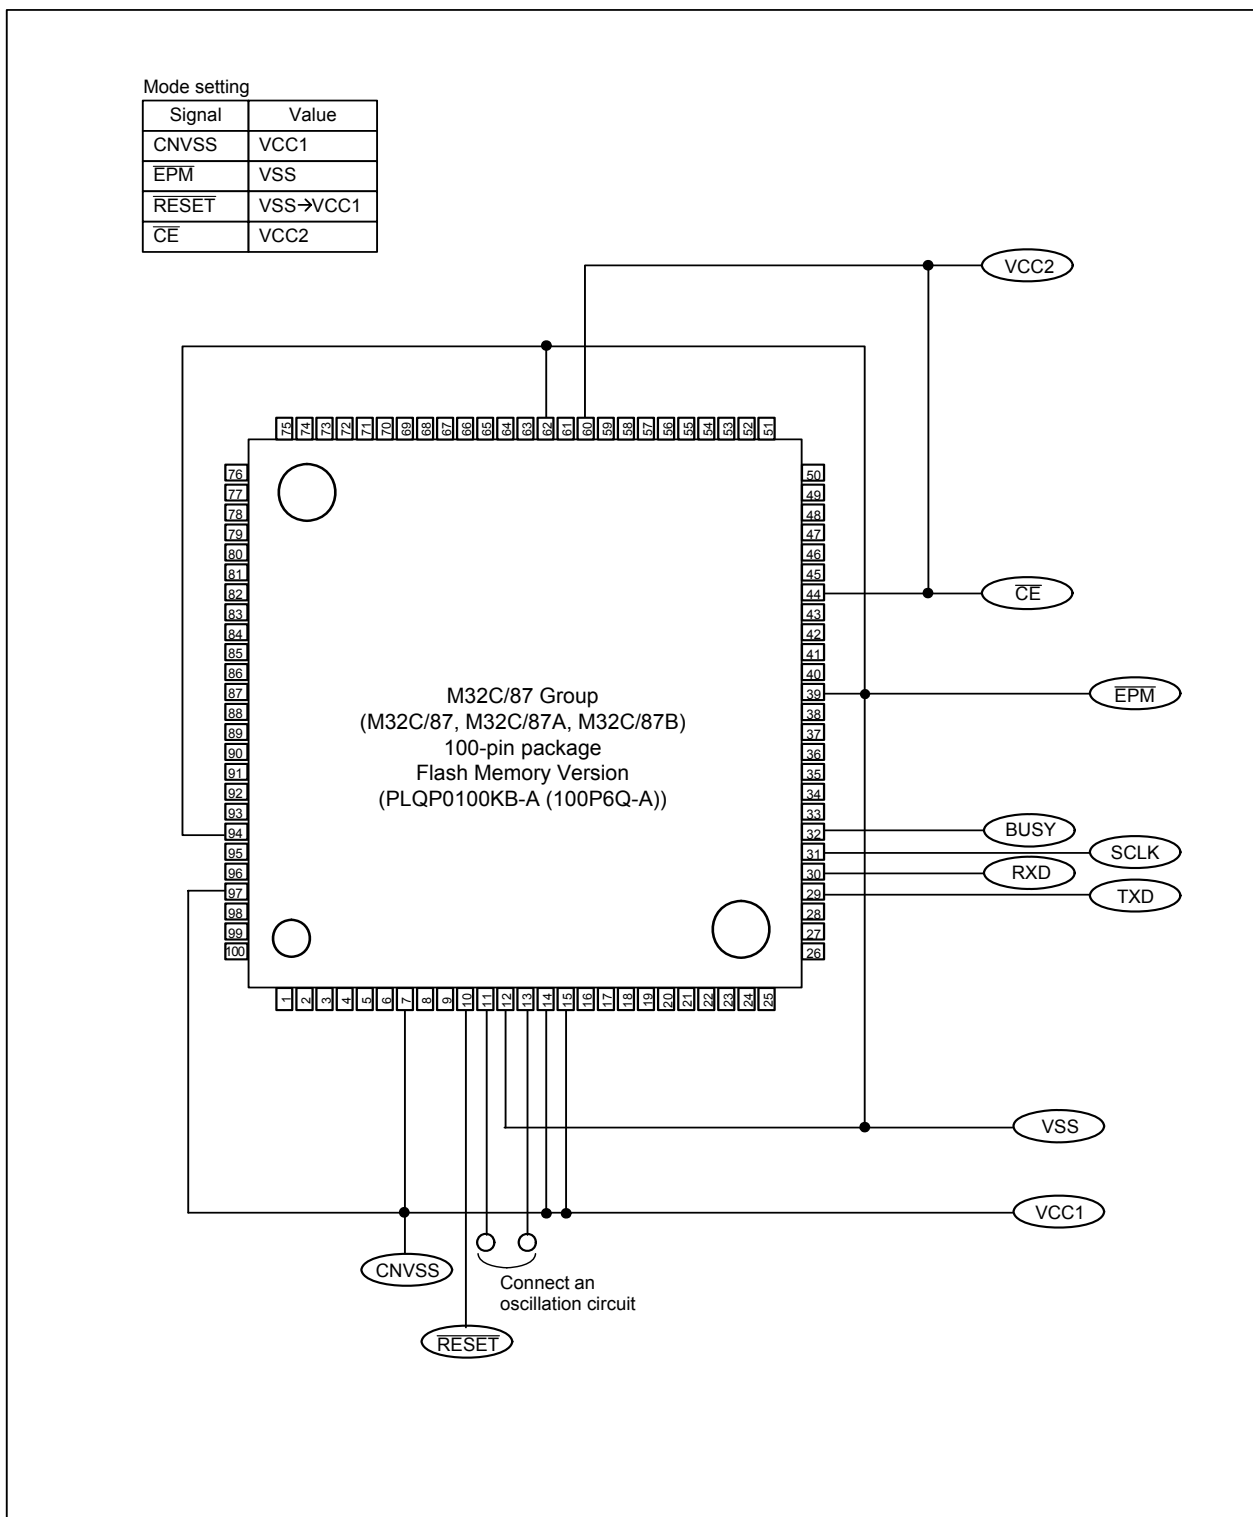 Mode setting
Signal Value
CNVSS VCC1
EPM VSS
RESET VSS→VCC1
CE VCC2
VCC2
75 74 73 72 71 70 69 68 67 66 65 64 63 62 61 60 59 58 57 56 55 54 53 52 51
76
77
78
79
80
81
82
83
84
85
86
87
88
89
90
91
92
93
94
95
96
97
98
99
100
M32C/87 Group
(M32C/87, M32C/87A, M32C/87B)
100-pin package
Flash Memory Version
(PLQP0100KB-A (100P6Q-A))
50
49
48
47
46
45
44
43
42
41
40
39
38
37
36
35
34
33
32
31
30
29
28
27
26
CE
EPM
BUSY
SCLK
RXD
TXD
1 2 3 4 5 6 7 8 9 10 11 12 13 14 15 16 17 18 19 20 21 22 23 24 25
VSS
VCC1
CNVSS
Connect an
oscillation circuit
RESET